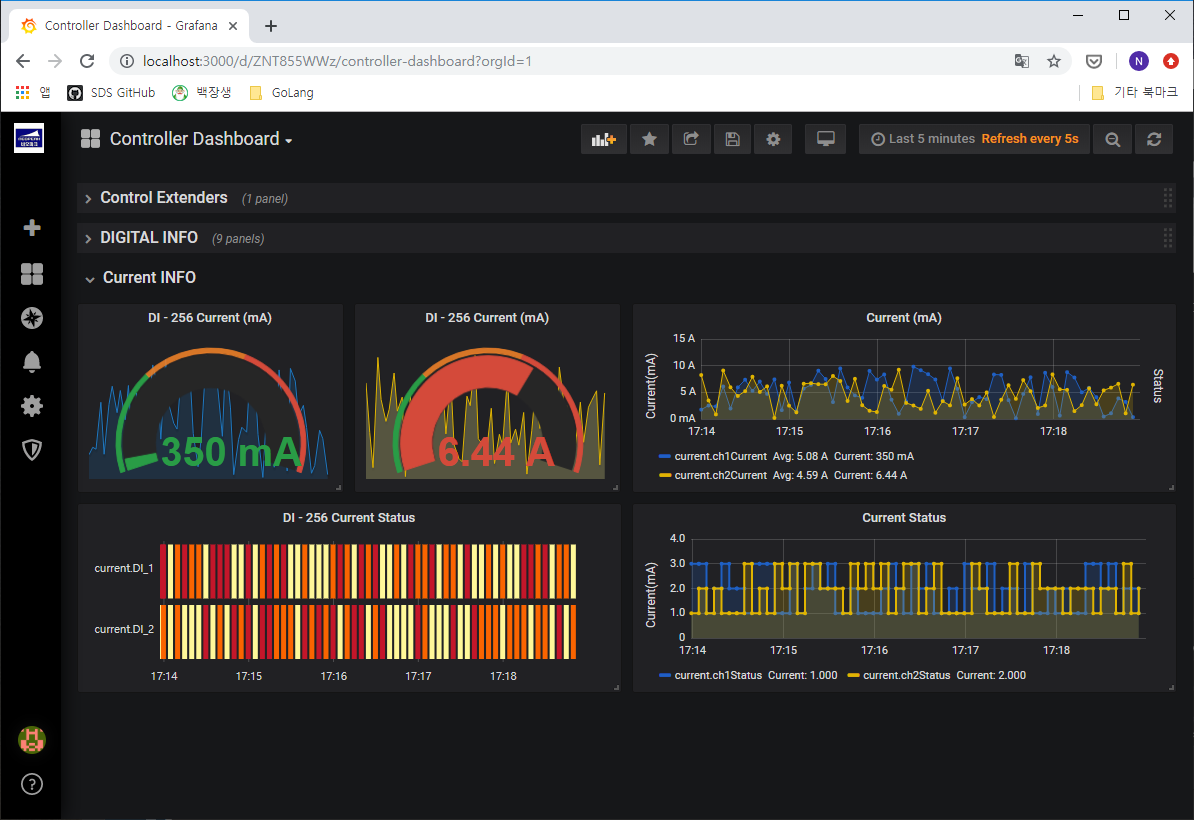 Controller Dashboard - Grafana
localhost:3000/d/ZNT855WWz/controller-dashboard?orgId=1
N
앱 SDS GitHub 백장생 GoLang 기타 북마크
Controller Dashboard
Last 5 minutes Refresh every 5s
Control Extenders (1 panel)
DIGITAL INFO (9 panels)
Current INFO
DI - 256 Current (mA)
350 mA
DI - 256 Current (mA)
6.44 A
Current (mA)
Current(mA)
15 A
10 A
5 A
0 mA
Status
17:14 17:15 17:16 17:17 17:18
current.ch1Current Avg: 5.08 A Current: 350 mA
current.ch2Current Avg: 4.59 A Current: 6.44 A
DI - 256 Current Status
current.DI_1
current.DI_2
17:14 17:15 17:16 17:17 17:18
Current Status
Current(mA)
4.0
3.0
2.0
1.0
0
17:14 17:15 17:16 17:17 17:18
current.ch1Status Current: 1.000 current.ch2Status Current: 2.000
?